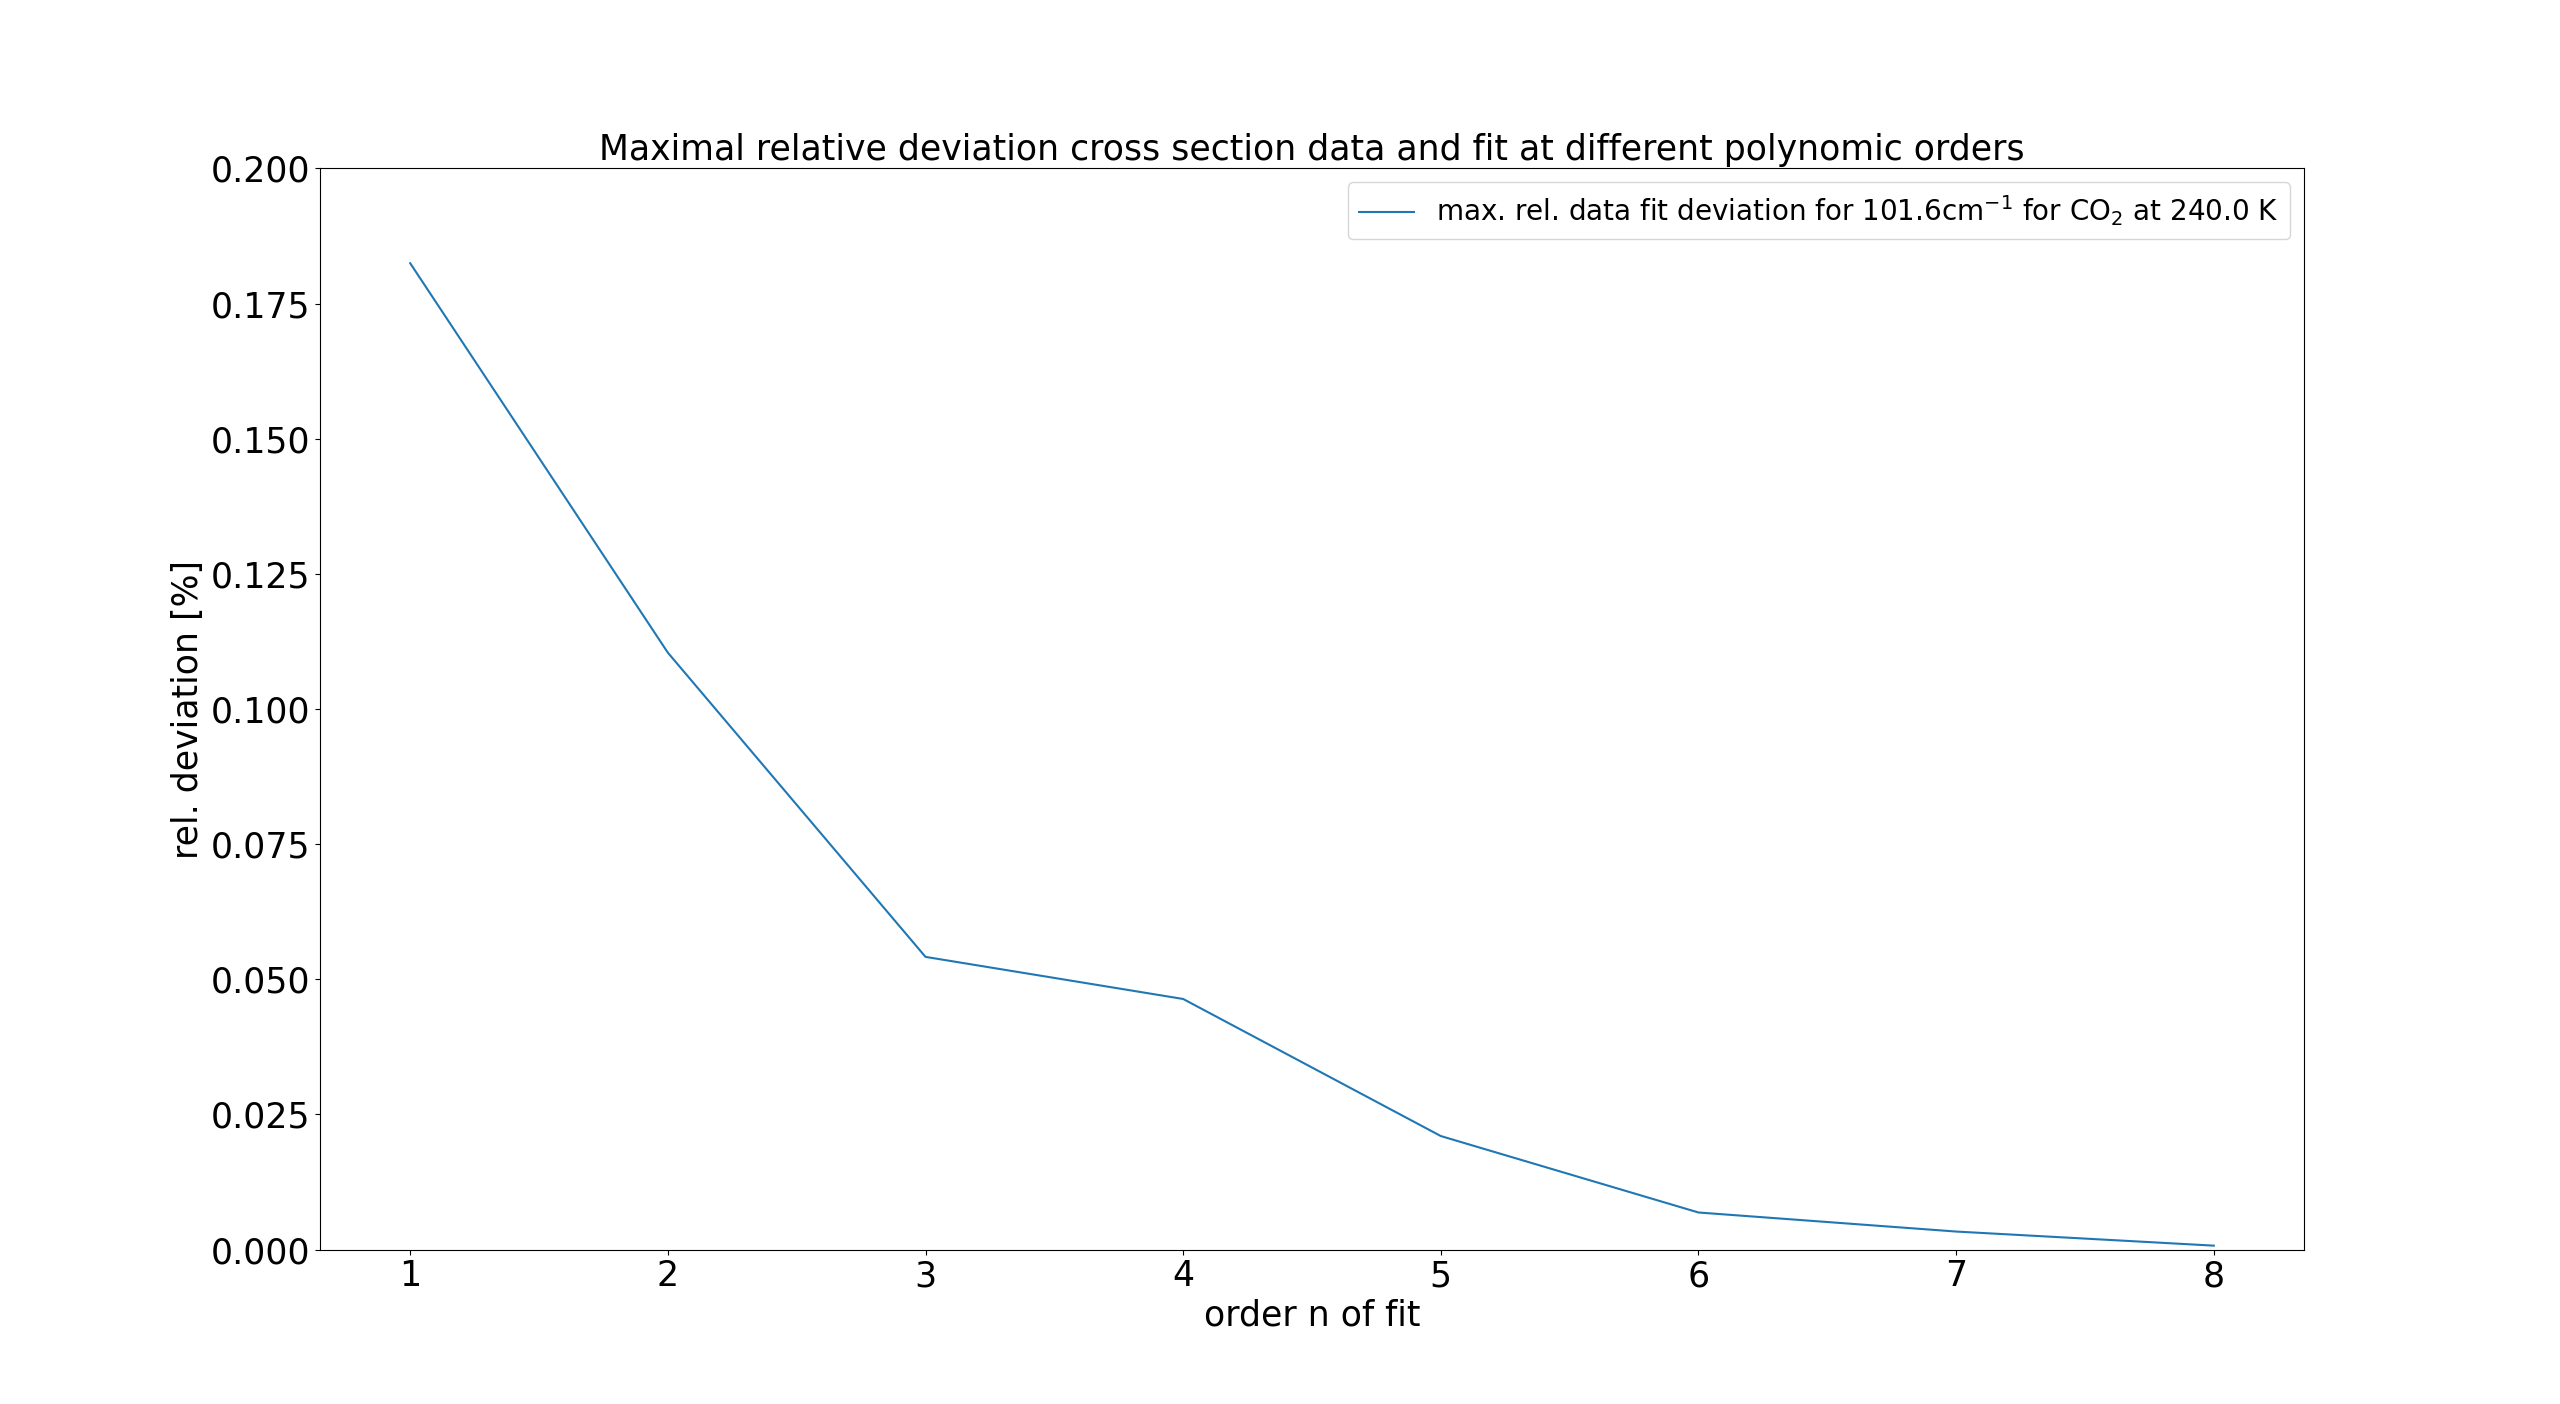 Maximal relative deviation cross section data and fit at different polynomic orders
max. rel. data fit deviation for 101.6cm⁻¹ for CO₂ at 240.0 K
rel. deviation [%]
0.200
0.175
0.150
0.125
0.100
0.075
0.050
0.025
0.000
1 2 3 4 5 6 7 8
order n of fit